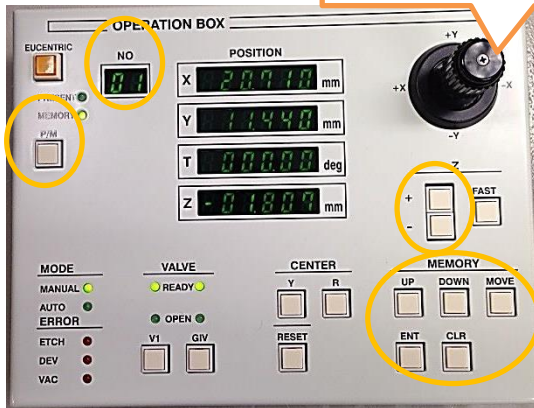 OPERATION BOX
EUCENTRIC
NO
01
PRESENT
MEMORY
P/M
POSITION
X 20.710 mm
Y 11.440 mm
T 000.00 deg
Z -01.807 mm
+Y
+X
-X
-Y
Z
+
-
FAST
MODE
MANUAL
AUTO
ERROR
ETCH
DEV
VAC
VALVE
READY
OPEN
V1 GIV
CENTER
Y R
RESET
MEMORY
UP DOWN MOVE
ENT CLR